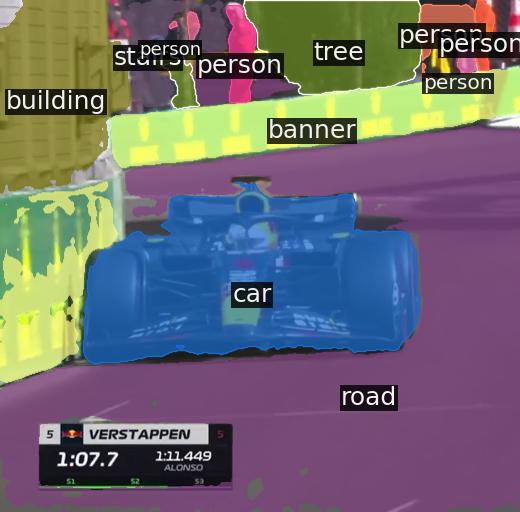 stairs
person
person
tree
person
person
person
building
banner
car
road
5 VERSTAPPEN 5
1:07.7 1:11.449
ALONSO
S1 S2 S3